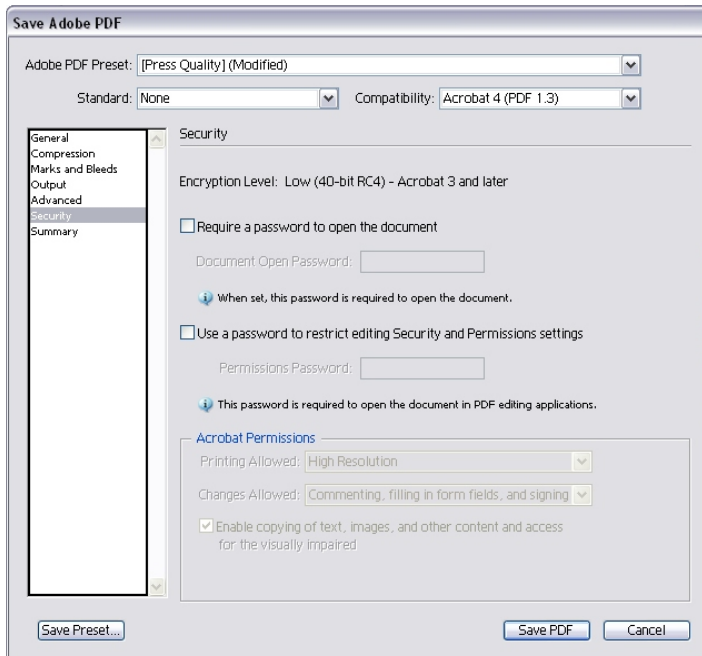 Save Adobe PDF
Adobe PDF Preset: [Press Quality] (Modified)
Standard: None Compatibility: Acrobat 4 (PDF 1.3)
General
Compression
Marks and Bleeds
Output
Advanced
Security
Summary
Security
Encryption Level: Low (40-bit RC4) - Acrobat 3 and later
Require a password to open the document
Document Open Password:
When set, this password is required to open the document.
Use a password to restrict editing Security and Permissions settings
Permissions Password:
This password is required to open the document in PDF editing applications.
Acrobat Permissions
Printing Allowed: High Resolution
Changes Allowed: Commenting, filling in form fields, and signing
Enable copying of text, images, and other content and access
for the visually impaired
Save Preset... Save PDF Cancel